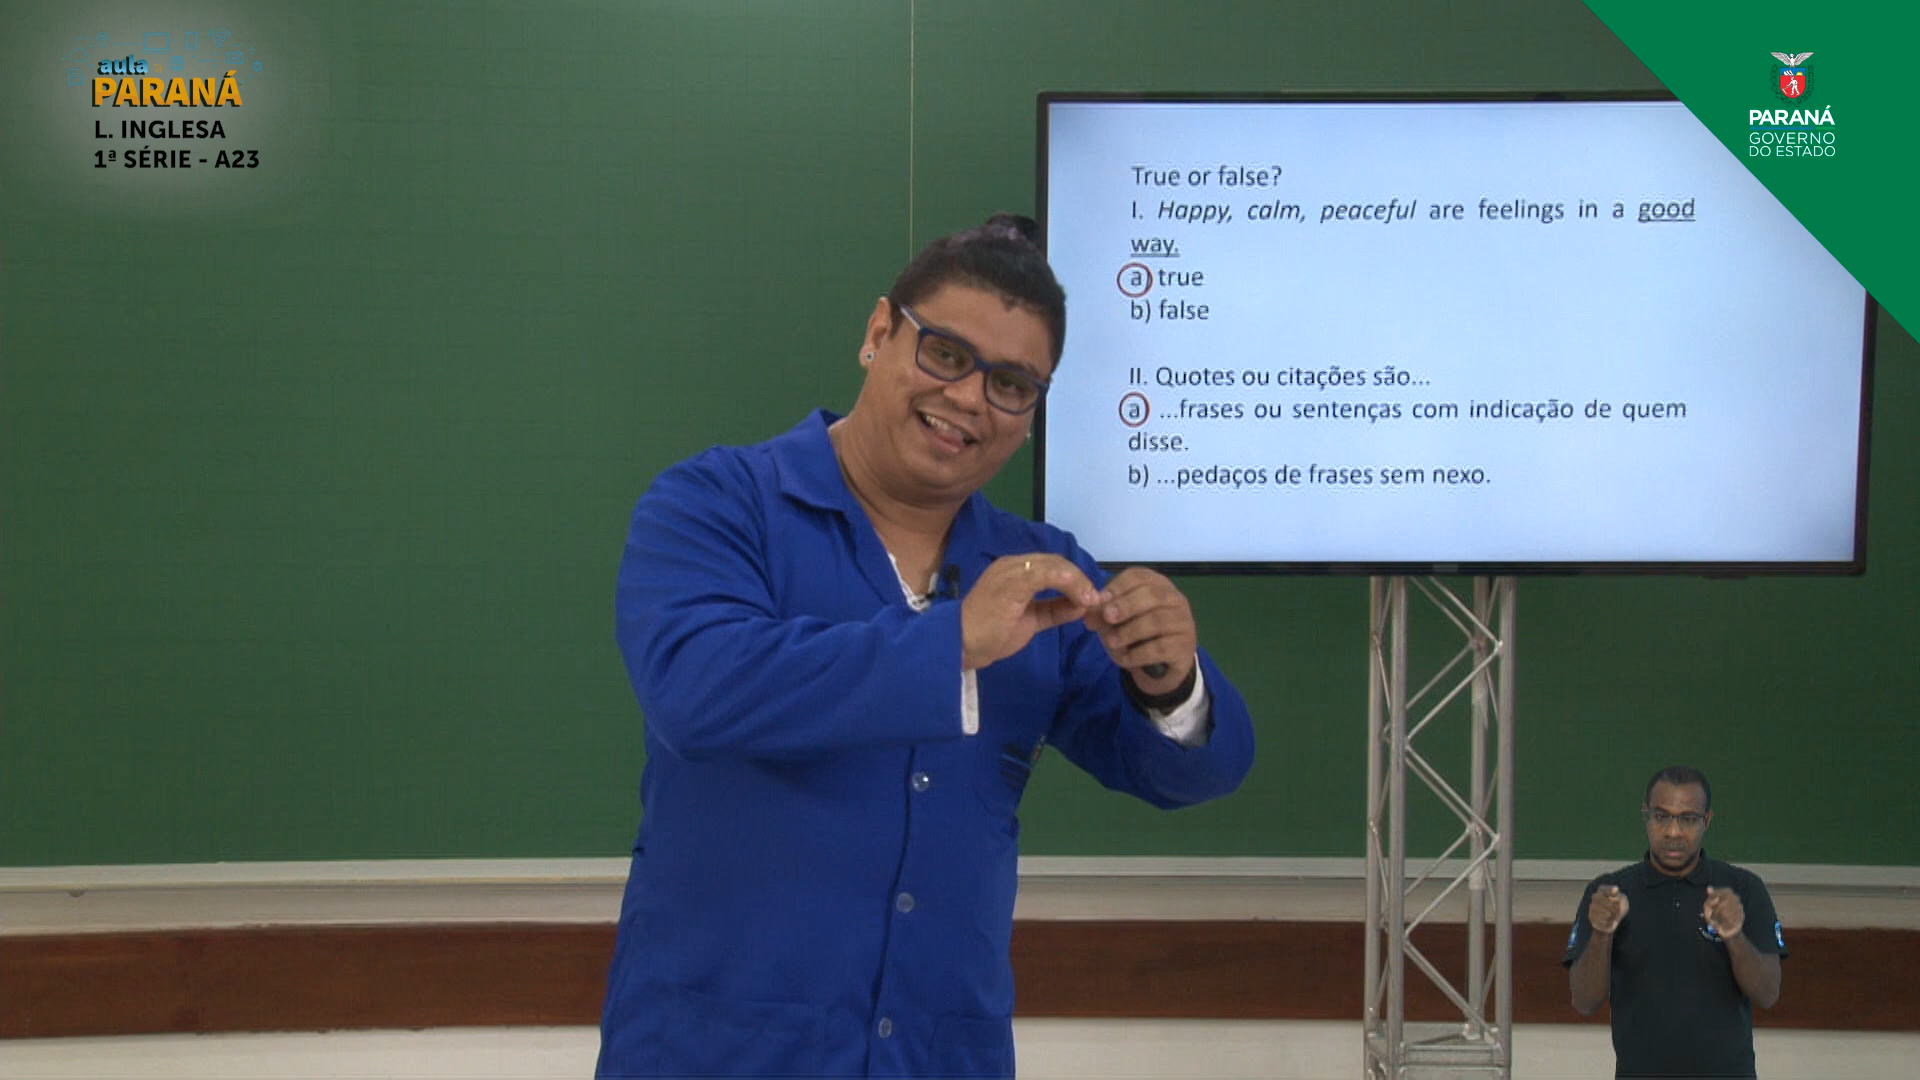 aula
PARANÁ
L. INGLESA
1ª SÉRIE - A23
PARANÁ
GOVERNO
DO ESTADO
True or false?
I. Happy, calm, peaceful are feelings in a good
way.
a) true
b) false
II. Quotes ou citações são...
a) ...frases ou sentenças com indicação de quem
disse.
b) ...pedaços de frases sem nexo.